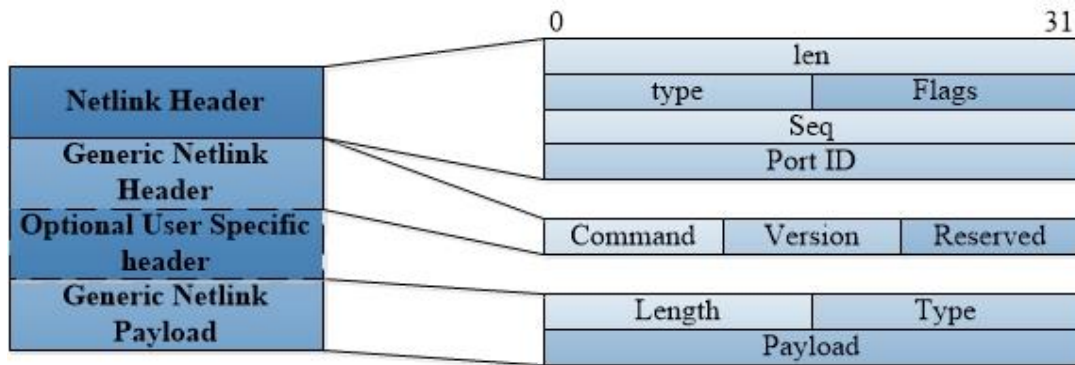 0 31
len
type Flags
Seq
Port ID
Netlink Header
Generic Netlink
Header
Optional User Specific
header
Generic Netlink
Payload
Command Version Reserved
Length Type
Payload